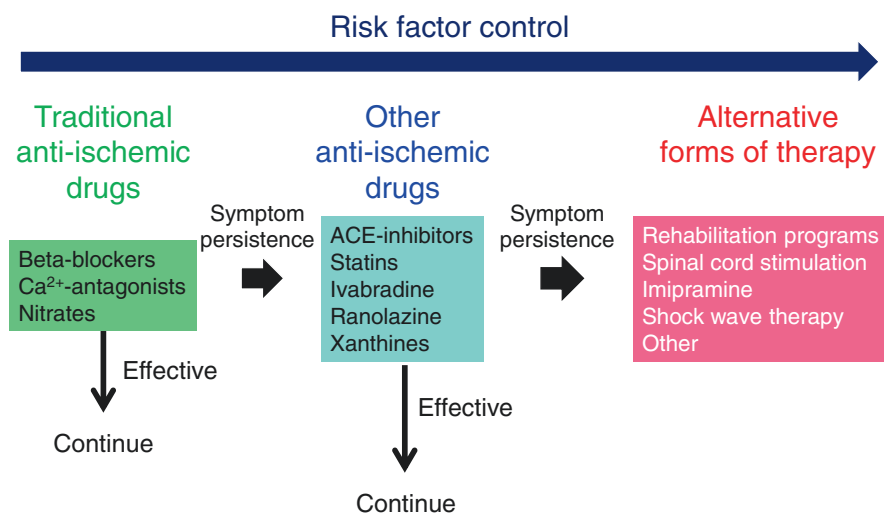 Risk factor control
Traditional
anti-ischemic
drugs
Beta-blockers
Ca²⁺-antagonists
Nitrates
Effective
Continue
Symptom
persistence
Other
anti-ischemic
drugs
ACE-inhibitors
Statins
Ivabradine
Ranolazine
Xanthines
Effective
Continue
Symptom
persistence
Alternative
forms of therapy
Rehabilitation programs
Spinal cord stimulation
Imipramine
Shock wave therapy
Other